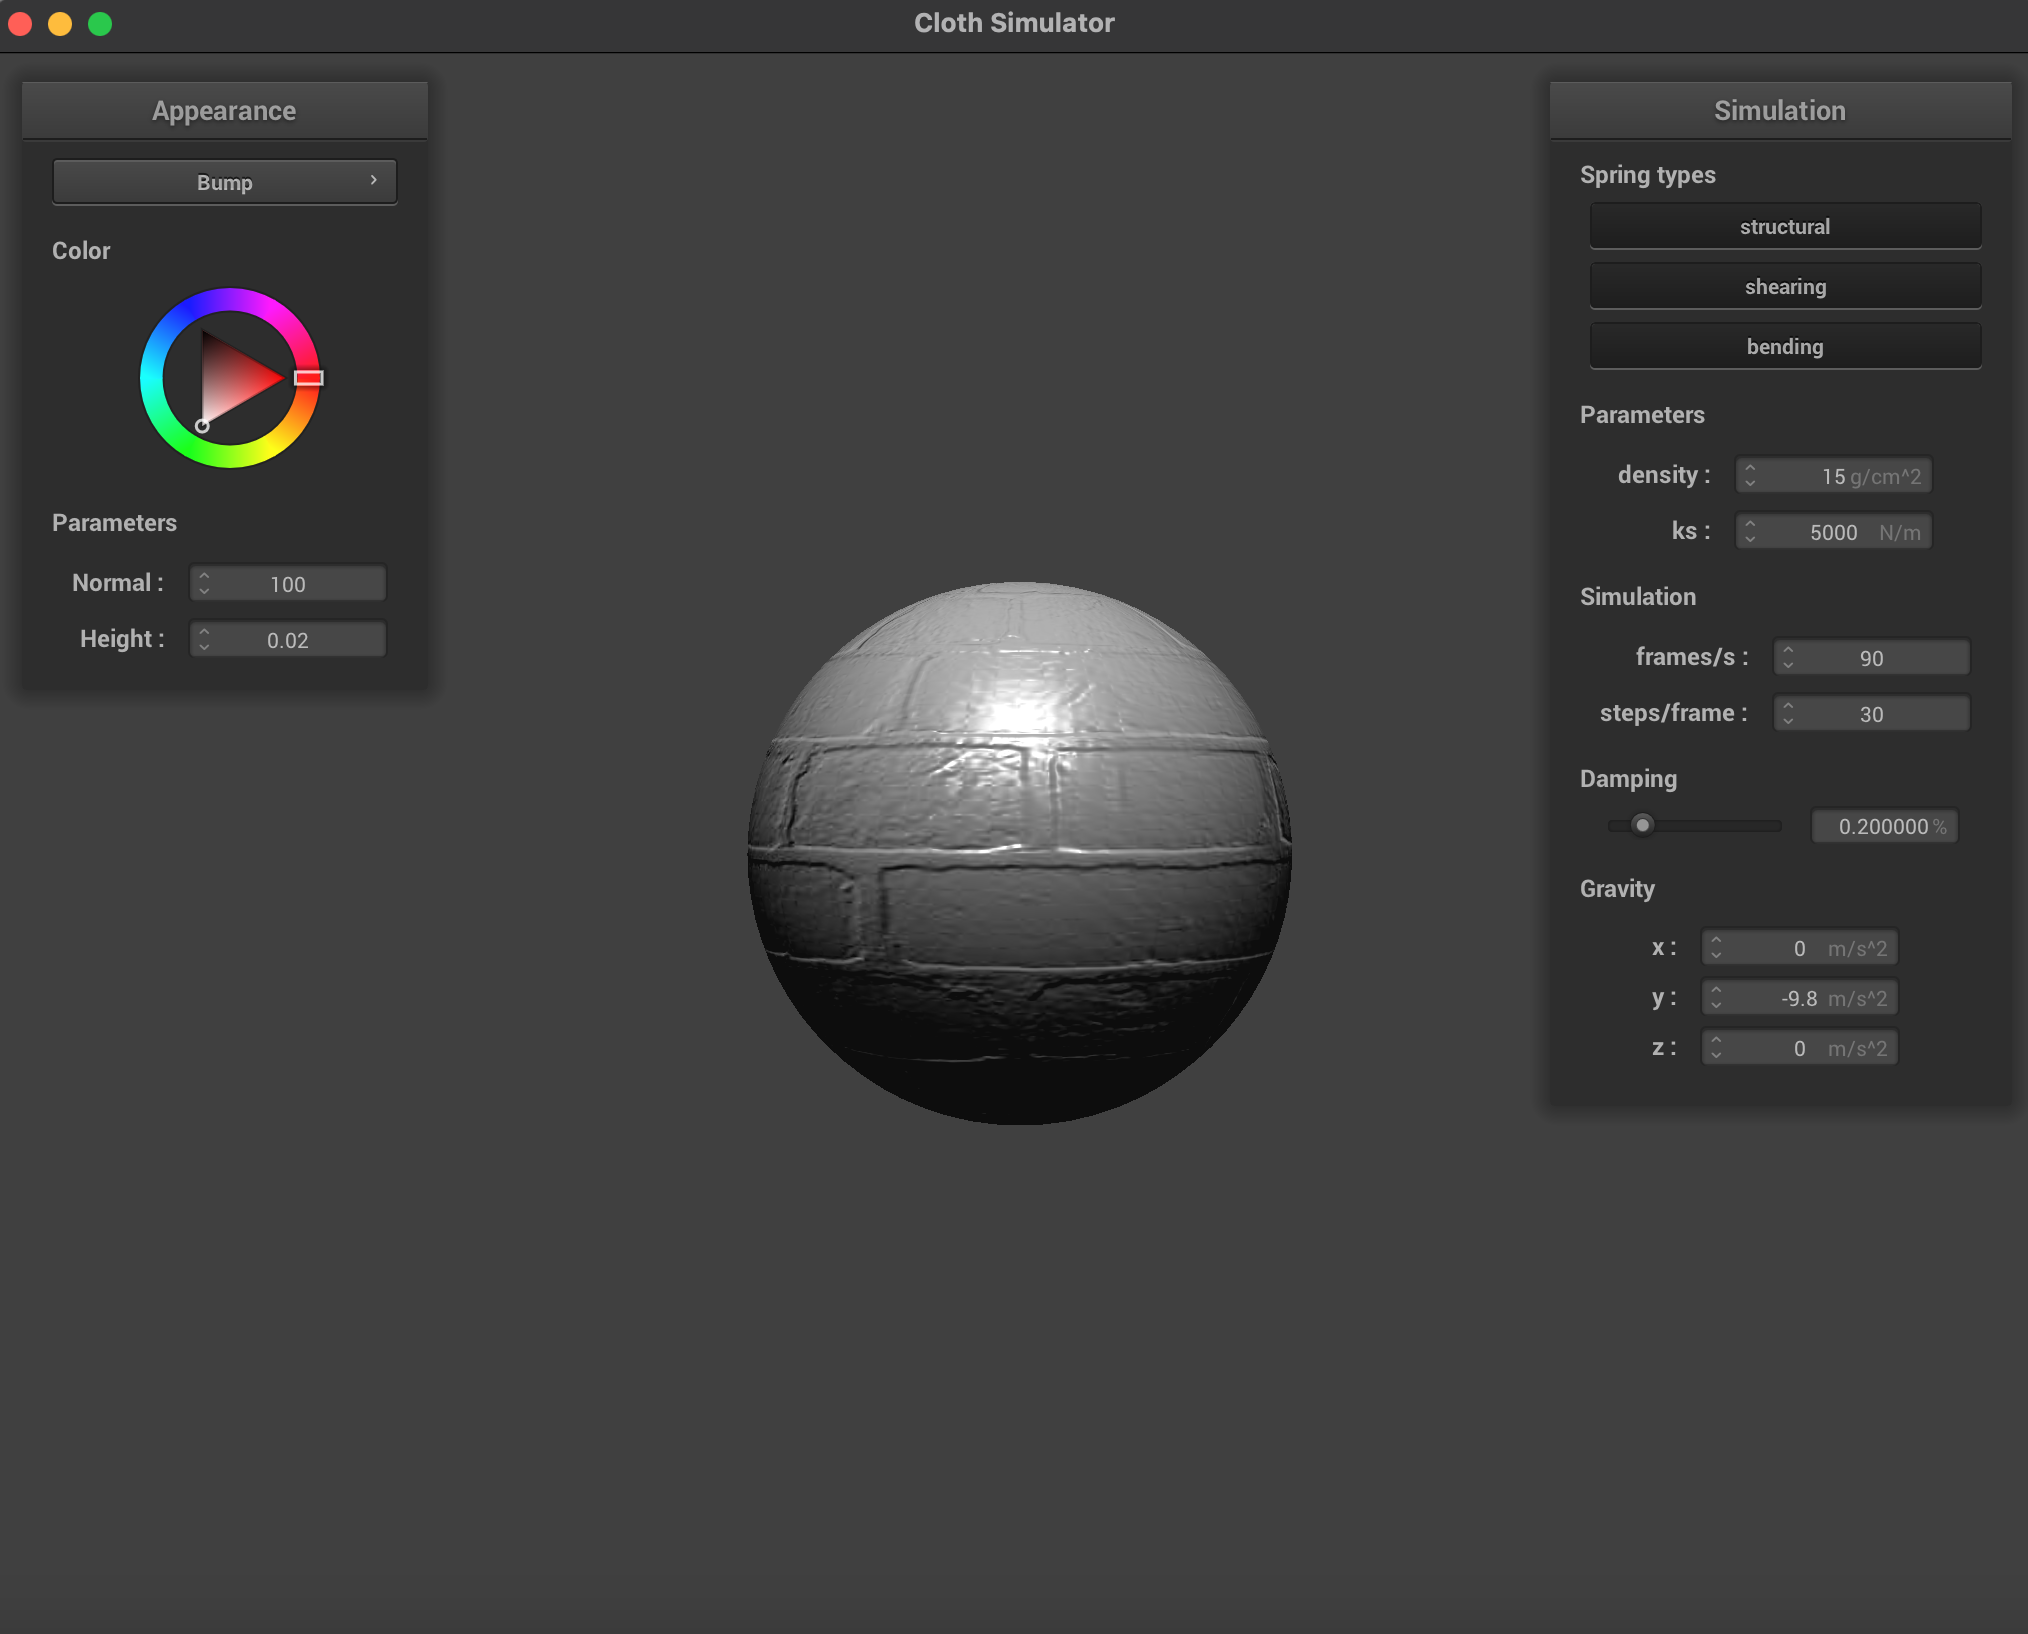 Cloth Simulator
Appearance
Bump
Color
Parameters
Normal : 100
Height : 0.02
Simulation
Spring types
structural
shearing
bending
Parameters
density : 15 g/cm^2
ks : 5000 N/m
Simulation
frames/s : 90
steps/frame : 30
Damping
0.200000 %
Gravity
x : 0 m/s^2
y : -9.8 m/s^2
z : 0 m/s^2